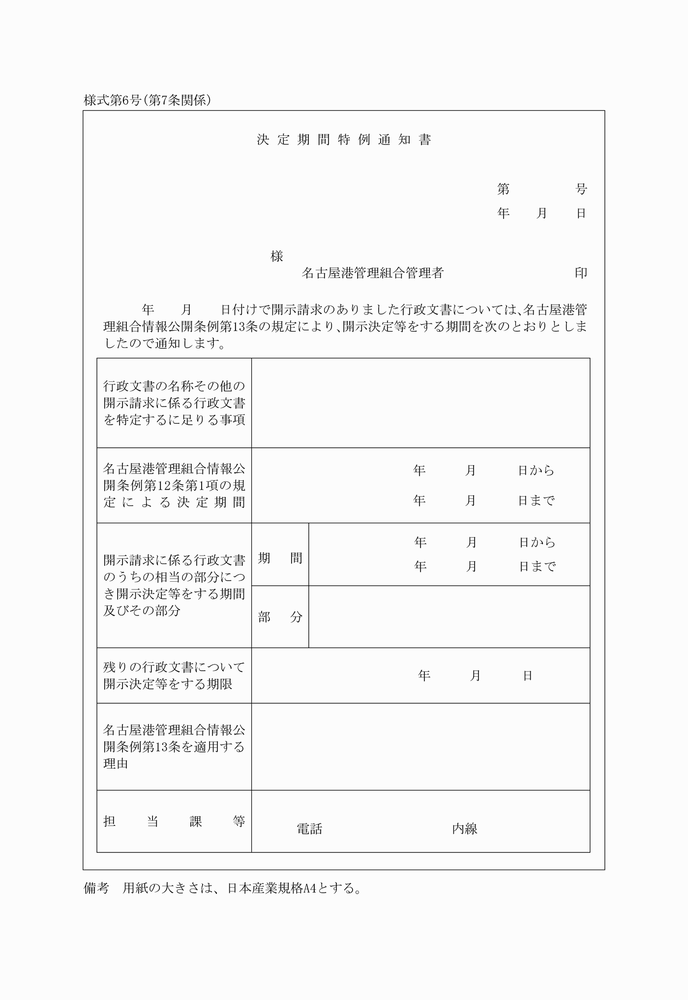 様式第6号(第7条関係)
決定期間特例通知書
第　　　　　号
年　　月　　日
様
名古屋港管理組合管理者　　　　　　　　　　印
年　　月　　日付けで開示請求のありました行政文書については、名古屋港管
理組合情報公開条例第13条の規定により、開示決定等をする期間を次のとおりとしま
したので通知します。
行政文書の名称その他の
開示請求に係る行政文書
を特定するに足りる事項
名古屋港管理組合情報公
開条例第12条第1項の規
定による決定期間
年　　　月　　　日から
年　　　月　　　日まで
開示請求に係る行政文書
のうちの相当の部分につ
き開示決定等をする期間
及びその部分
期　間
年　　　月　　　日から
年　　　月　　　日まで
部　分
残りの行政文書について
開示決定等をする期限
年　　　月　　　日
名古屋港管理組合情報公
開条例第13条を適用する
理由
担　当　課　等
電話　　　　　　　　　　内線
備考　用紙の大きさは、日本産業規格A4とする。